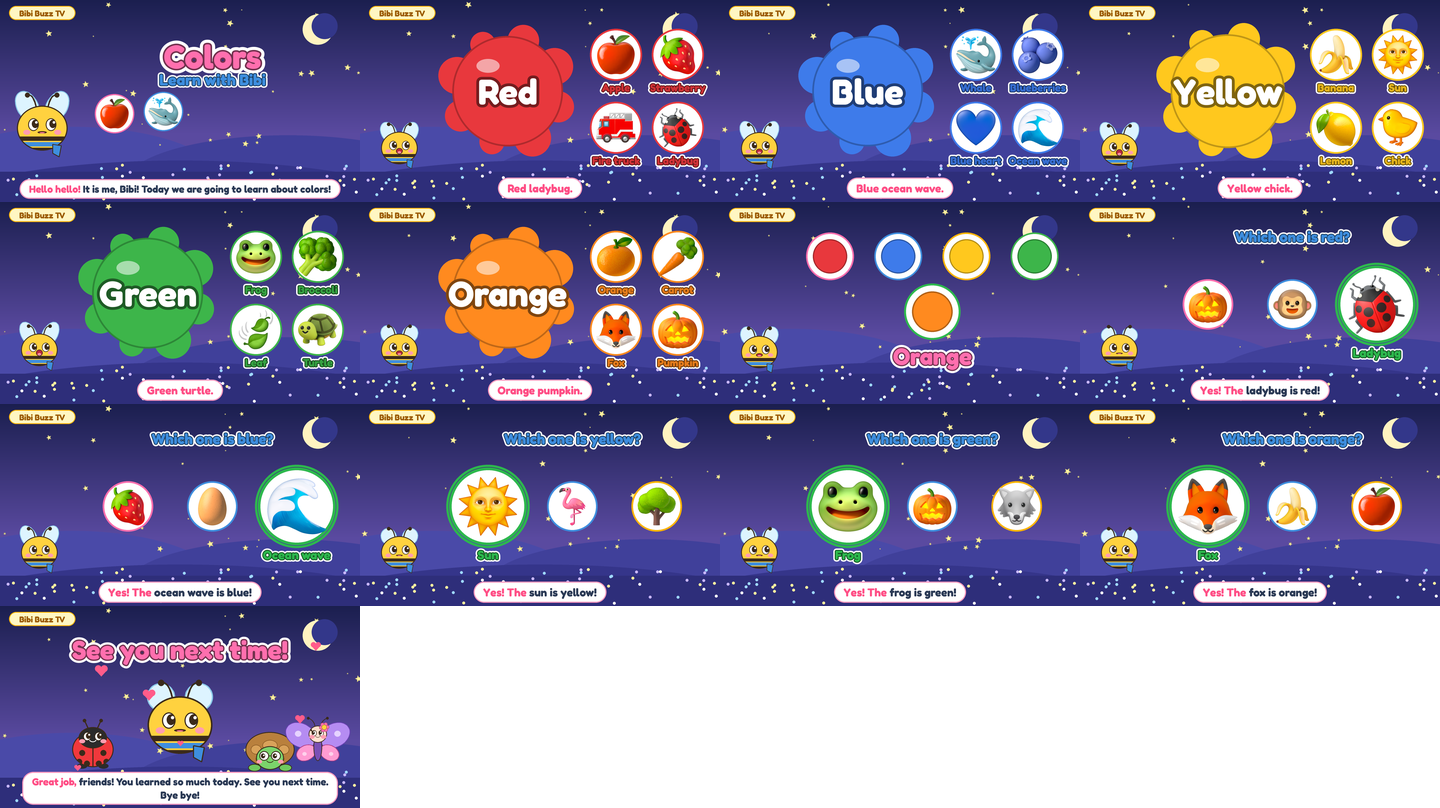 Bibi Buzz TV
Colors
Learn with Bibi
Hello hello! It is me, Bibi! Today we are going to learn about colors!
Bibi Buzz TV
Red
Apple
Strawberry
Fire truck
Ladybug
Red ladybug.
Bibi Buzz TV
Blue
Whale
Blueberries
Blue heart
Ocean wave
Blue ocean wave.
Bibi Buzz TV
Yellow
Banana
Sun
Lemon
Chick
Yellow chick.
Bibi Buzz TV
Green
Frog
Broccoli
Leaf
Turtle
Green turtle.
Bibi Buzz TV
Orange
Orange
Carrot
Fox
Pumpkin
Orange pumpkin.
Bibi Buzz TV
Orange
Bibi Buzz TV
Which one is red?
Ladybug
Yes! The ladybug is red!
Bibi Buzz TV
Which one is blue?
Ocean wave
Yes! The ocean wave is blue!
Bibi Buzz TV
Which one is yellow?
Sun
Yes! The sun is yellow!
Bibi Buzz TV
Which one is green?
Frog
Yes! The frog is green!
Bibi Buzz TV
Which one is orange?
Fox
Yes! The fox is orange!
Bibi Buzz TV
See you next time!
Great job, friends! You learned so much today. See you next time.
Bye bye!